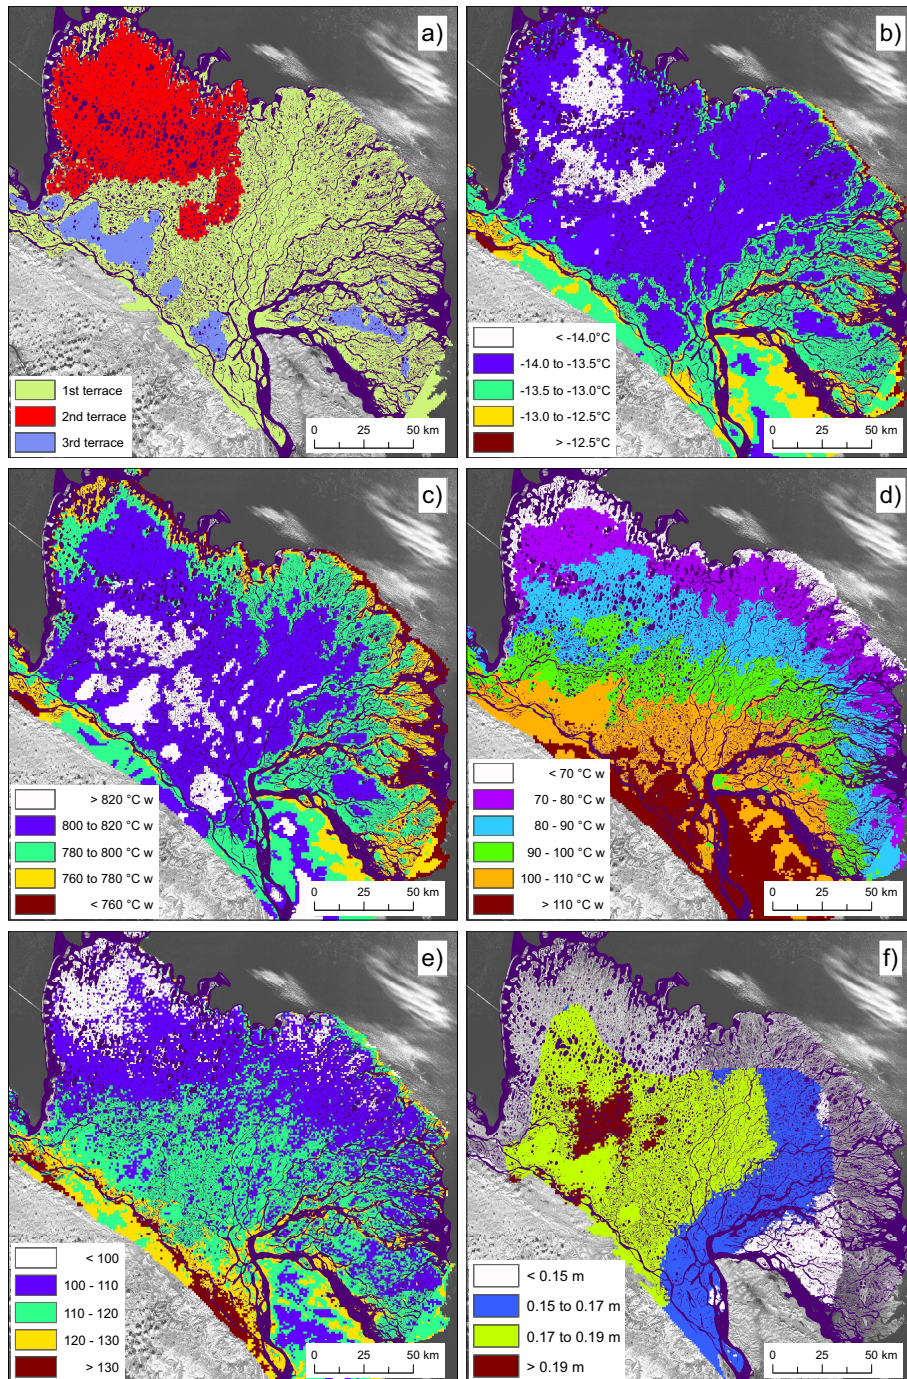 a)
1st terrace
2nd terrace
3rd terrace
0 25 50 km
b)
< -14.0°C
-14.0 to -13.5°C
-13.5 to -13.0°C
-13.0 to -12.5°C
> -12.5°C
0 25 50 km
c)
> 820 °C w
800 to 820 °C w
780 to 800 °C w
760 to 780 °C w
< 760 °C w
0 25 50 km
d)
< 70 °C w
70 - 80 °C w
80 - 90 °C w
90 - 100 °C w
100 - 110 °C w
> 110 °C w
0 25 50 km
e)
< 100
100 - 110
110 - 120
120 - 130
> 130
0 25 50 km
f)
< 0.15 m
0.15 to 0.17 m
0.17 to 0.19 m
> 0.19 m
0 25 50 km